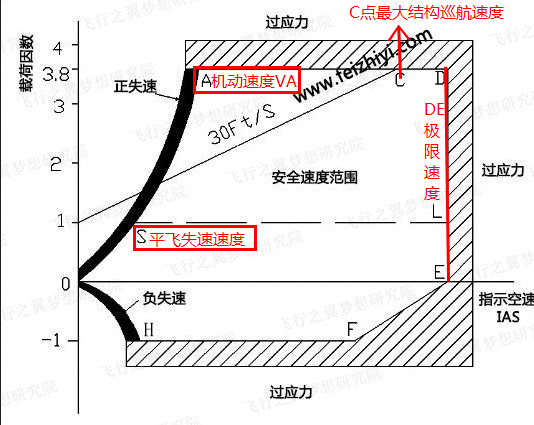 C点最大结构巡航速度
过应力
载荷因数
4
3.8
3
2
1
0
-1
正失速
A机动速度VA
www.feizhiyi.com
C
D
30Ft/S
DE极限速度
安全速度范围
过应力
L
S平飞失速速度
E
负失速
指示空速
IAS
H
F
过应力
飞行之翼梦想研究院